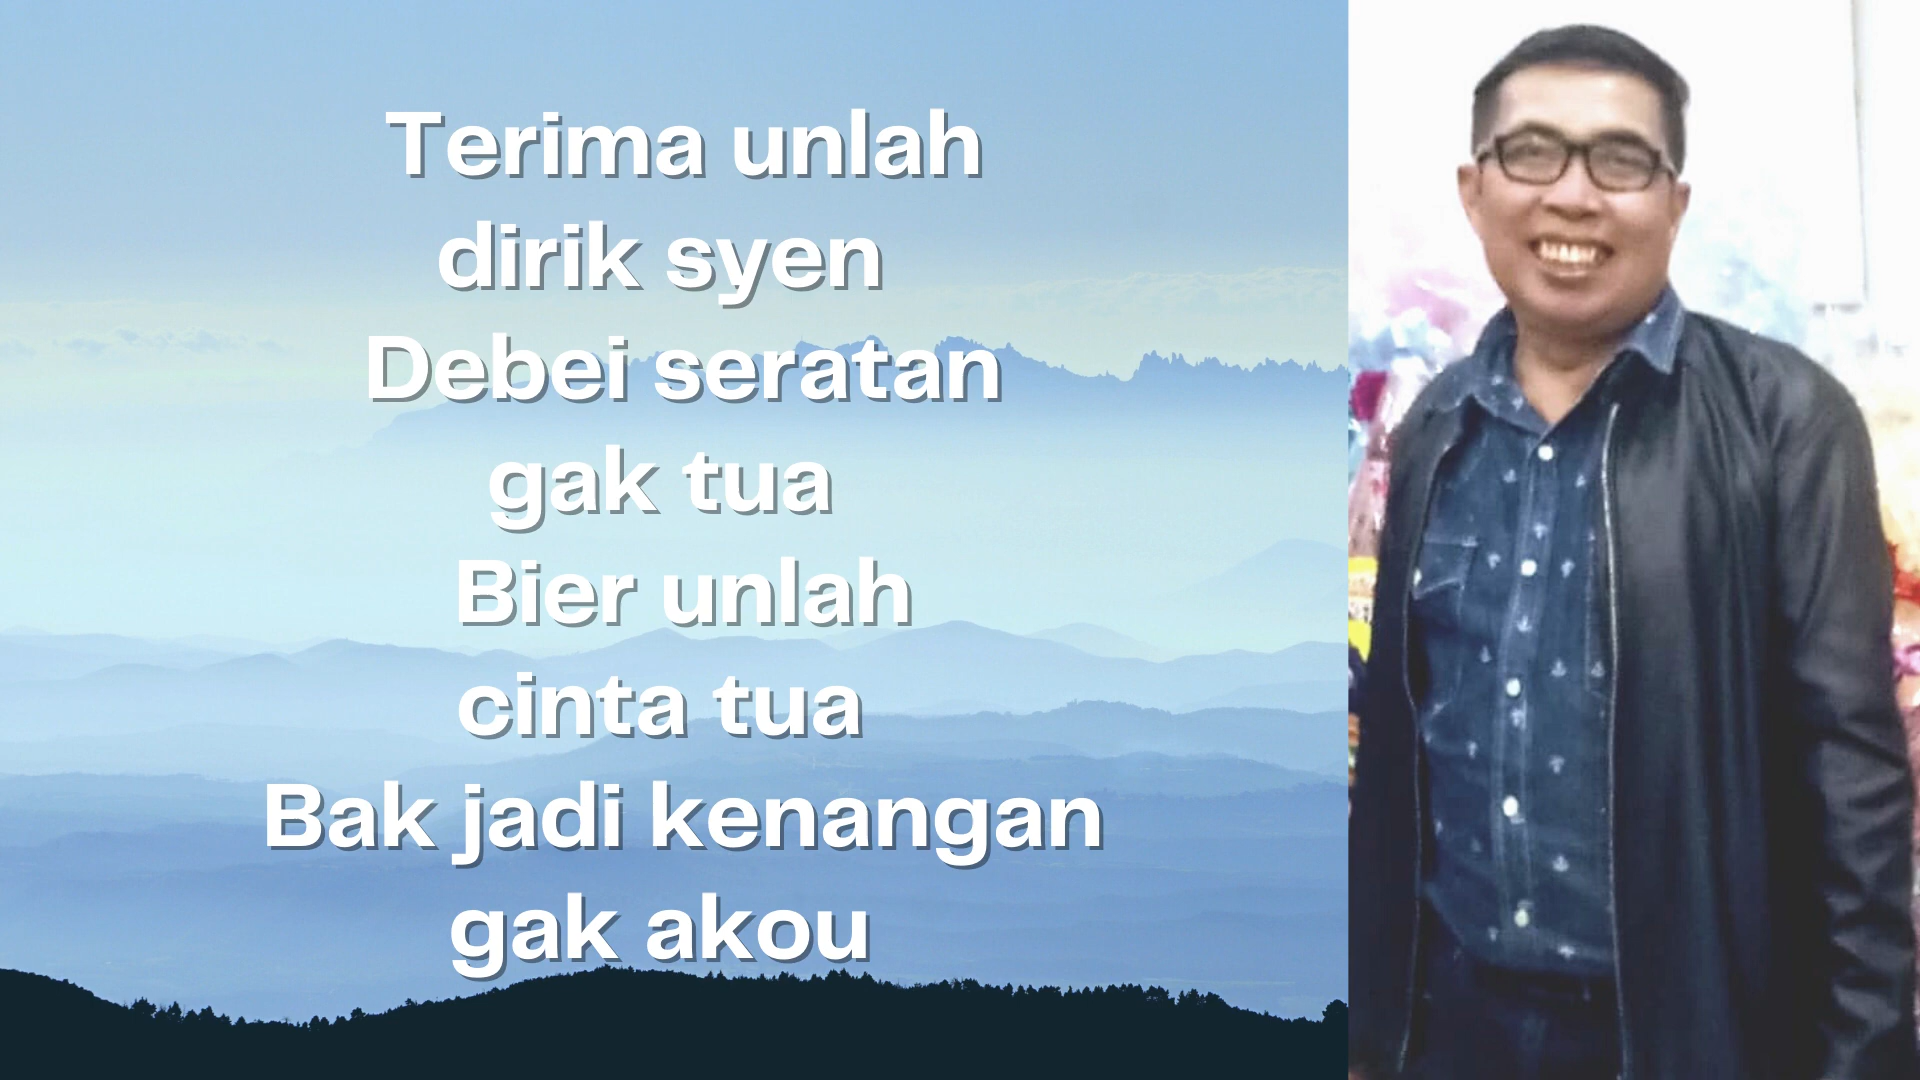 Terima unlah
dirik syen
Debei seratan
gak tua
Bier unlah
cinta tua
Bak jadi kenangan
gak akou